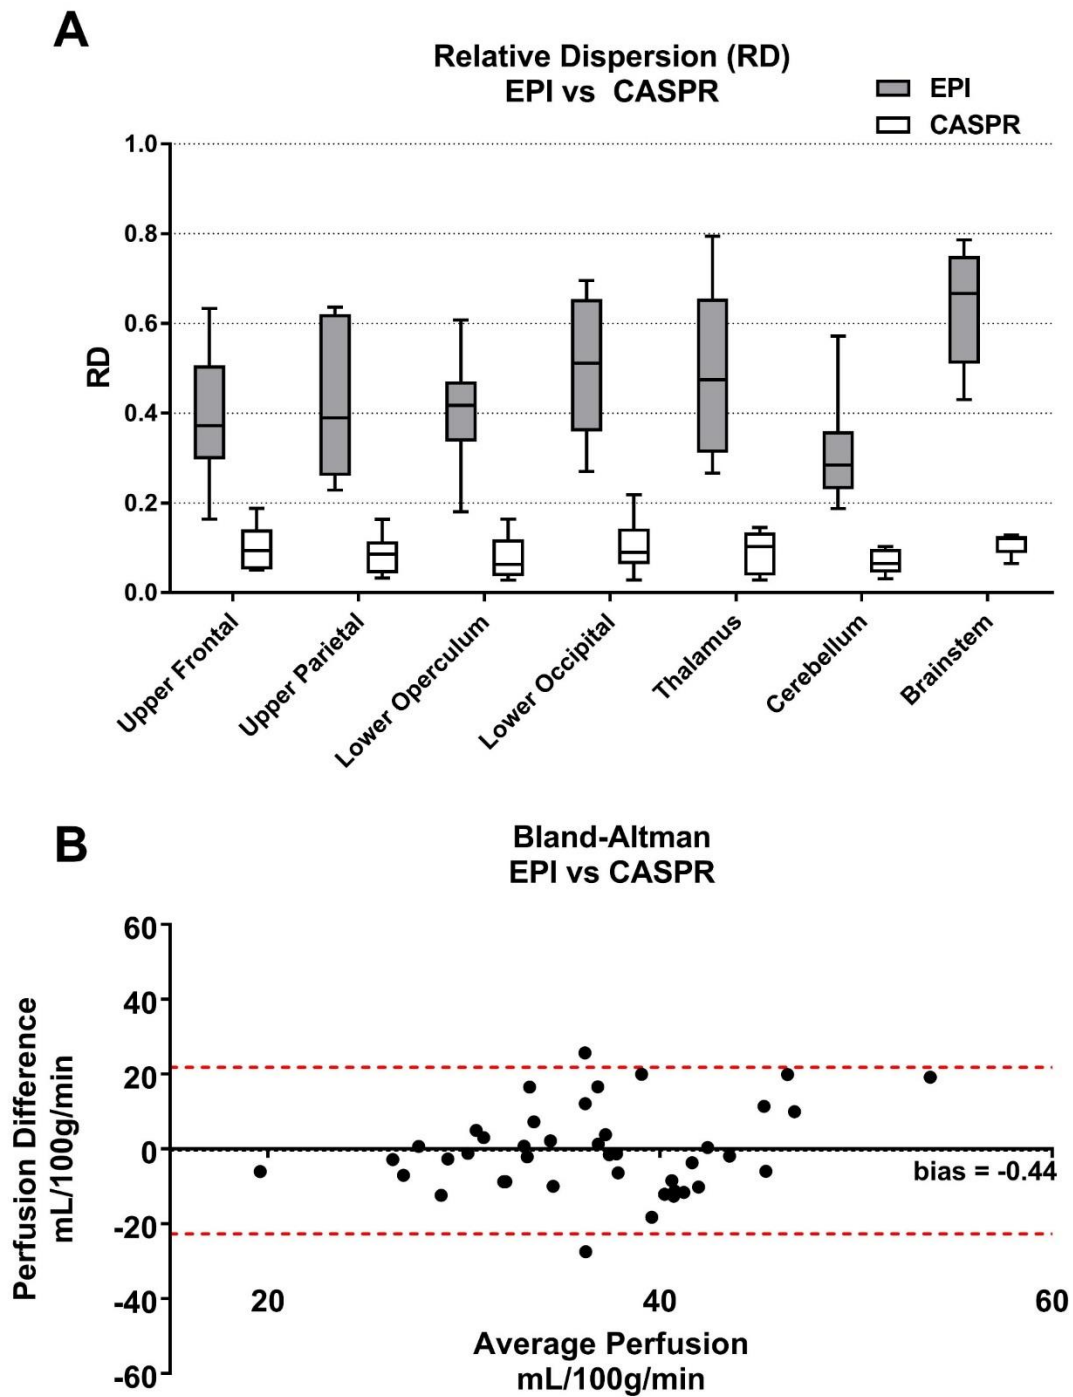 A
Relative Dispersion (RD)
EPI vs CASPR
EPI
CASPR
1.0
0.8
0.6
0.4
0.2
0.0
RD
Upper Frontal
Upper Parietal
Lower Operculum
Lower Occipital
Thalamus
Cerebellum
Brainstem
B
Bland-Altman
EPI vs CASPR
60
40
20
0
-20
-40
-60
Perfusion Difference
mL/100g/min
bias = -0.44
20
40
60
Average Perfusion
mL/100g/min